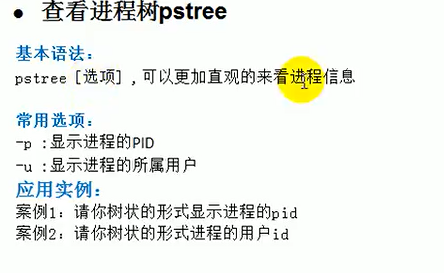 ● 查看进程树pstree
基本语法：
pstree [选项] ,可以更加直观的来看进程信息
常用选项：
-p :显示进程的PID
-u :显示进程的所属用户
应用实例：
案例1：请你树状的形式显示进程的pid
案例2：请你树状的形式进程的用户id